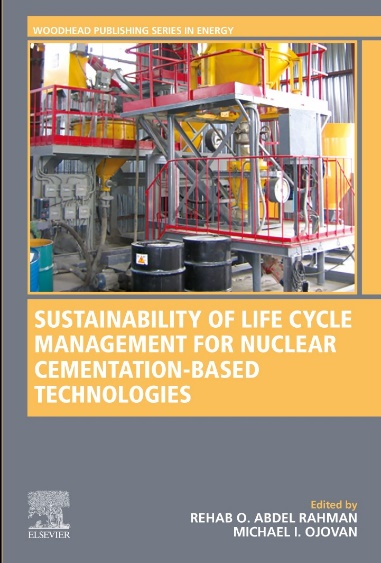 WOODHEAD PUBLISHING SERIES IN ENERGY
SUSTAINABILITY OF LIFE CYCLE
MANAGEMENT FOR NUCLEAR
CEMENTATION-BASED
TECHNOLOGIES
Edited by
REHAB O. ABDEL RAHMAN
MICHAEL I. OJOVAN
ELSEVIER